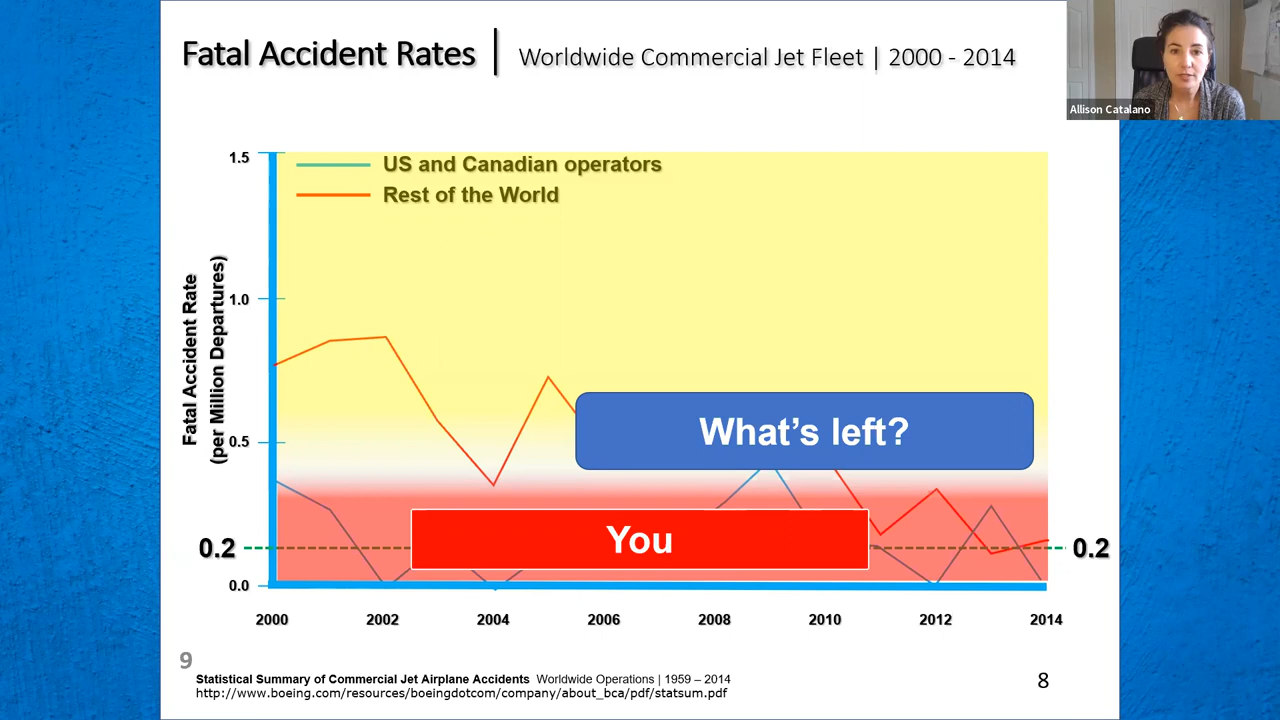 Fatal Accident Rates
Worldwide Commercial Jet Fleet | 2000 - 2014
Allison Catalano
US and Canadian operators
Rest of the World
Fatal Accident Rate
(per Million Departures)
1.5
1.0
0.5
0.2
0.0
What's left?
You
0.2
2000 2002 2004 2006 2008 2010 2012 2014
9
Statistical Summary of Commercial Jet Airplane Accidents Worldwide Operations | 1959 – 2014
http://www.boeing.com/resources/boeingdotcom/company/about_bca/pdf/statsum.pdf
8